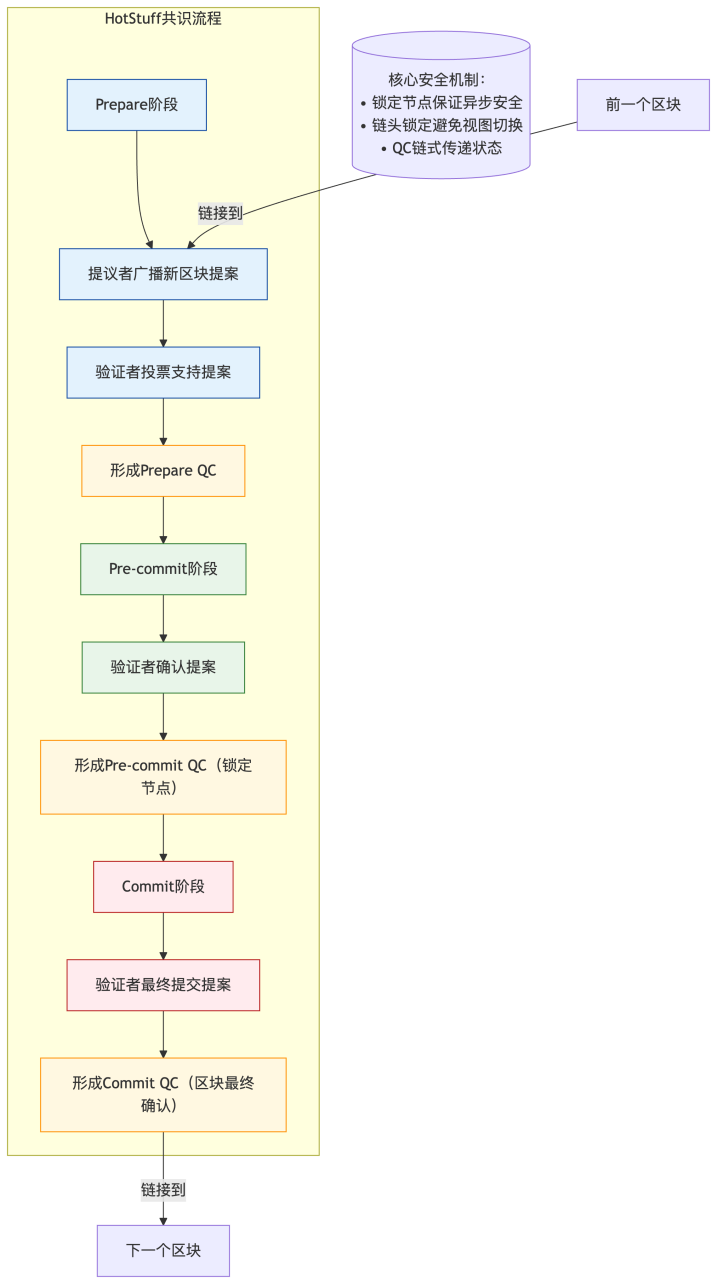 HotStuff共识流程
Prepare阶段
核心安全机制：
• 锁定节点保证异步安全
• 链头锁定避免视图切换
• QC链式传递状态
前一个区块
链接到
提议者广播新区块提案
验证者投票支持提案
形成Prepare QC
Pre-commit阶段
验证者确认提案
形成Pre-commit QC（锁定
节点）
Commit阶段
验证者最终提交提案
形成Commit QC（区块最终
确认）
链接到
下一个区块